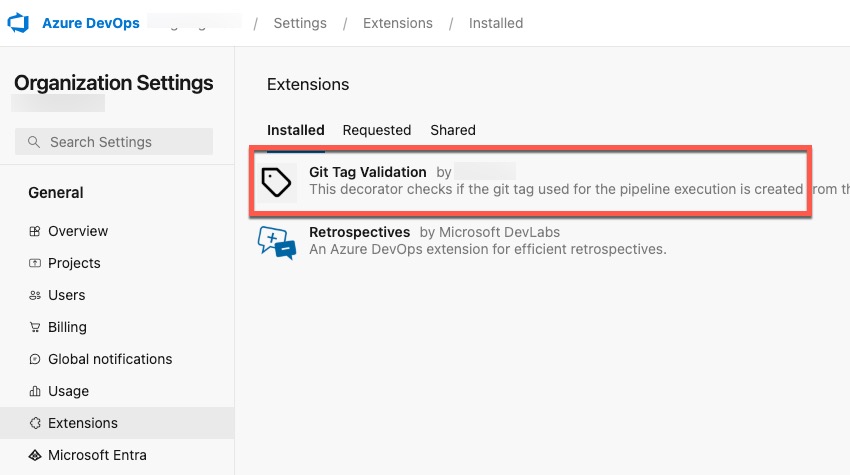 Azure DevOps / Settings / Extensions / Installed
Organization Settings
Search Settings
General
Overview
Projects
Users
Billing
Global notifications
Usage
Extensions
Microsoft Entra
Extensions
Installed Requested Shared
Git Tag Validation by
This decorator checks if the git tag used for the pipeline execution is created from th
Retrospectives by Microsoft DevLabs
An Azure DevOps extension for efficient retrospectives.